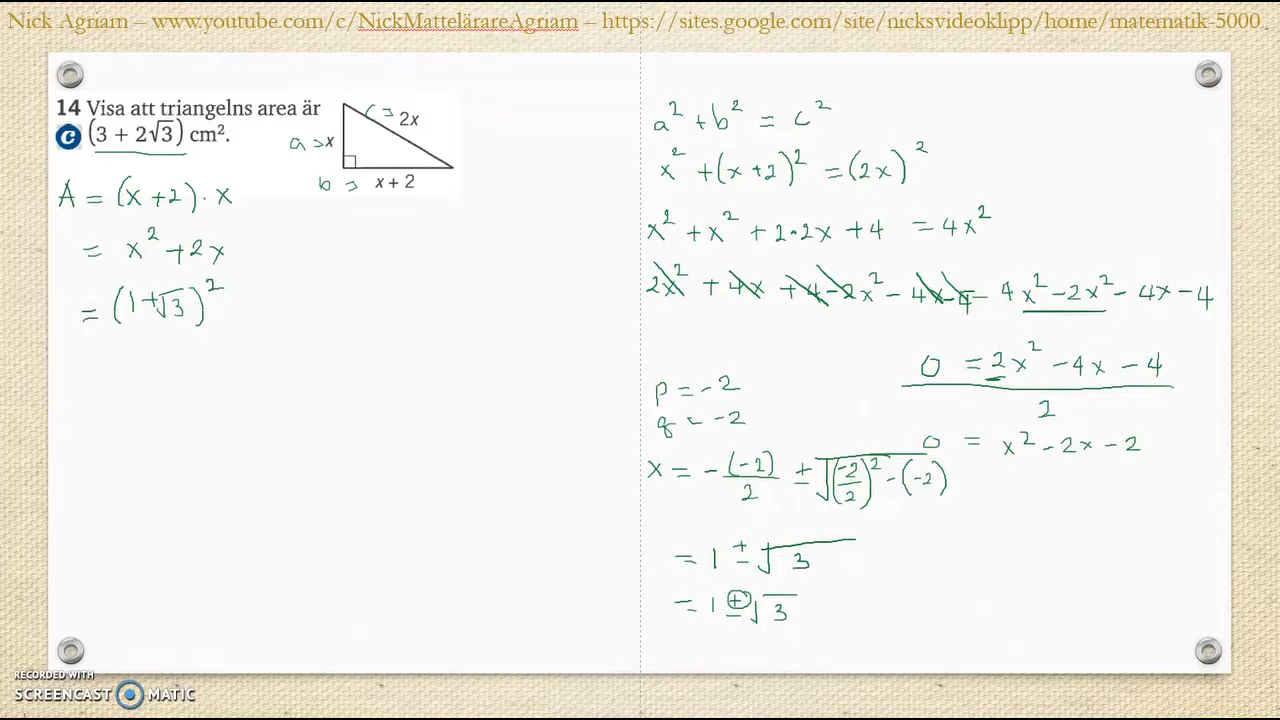 Nick Agriam – www.youtube.com/c/NickMattelärareAgriam – https://sites.google.com/site/nicksvideoklipp/home/matematik-5000
14 Visa att triangelns area är
C (3 + 2√3) cm².
c = 2x
a = x
b = x + 2
A = (x + 2) · x
= x² + 2x
= (1+√3)²
a² + b² = c²
x² + (x+2)² = (2x)²
x² + x² + 2·2x + 4 = 4x²
2x² + 4x + 4 - 2x² - 4x - 4 = 4x² - 2x² - 4x - 4
0 = 2x² - 4x - 4
2
p = -2
q = -2
0 = x² - 2x - 2
x = -(-2)/2 ± √((-2/2)² - (-2))
= 1 ± √3
= 1 ± √3
RECORDED WITH
SCREENCAST MATIC